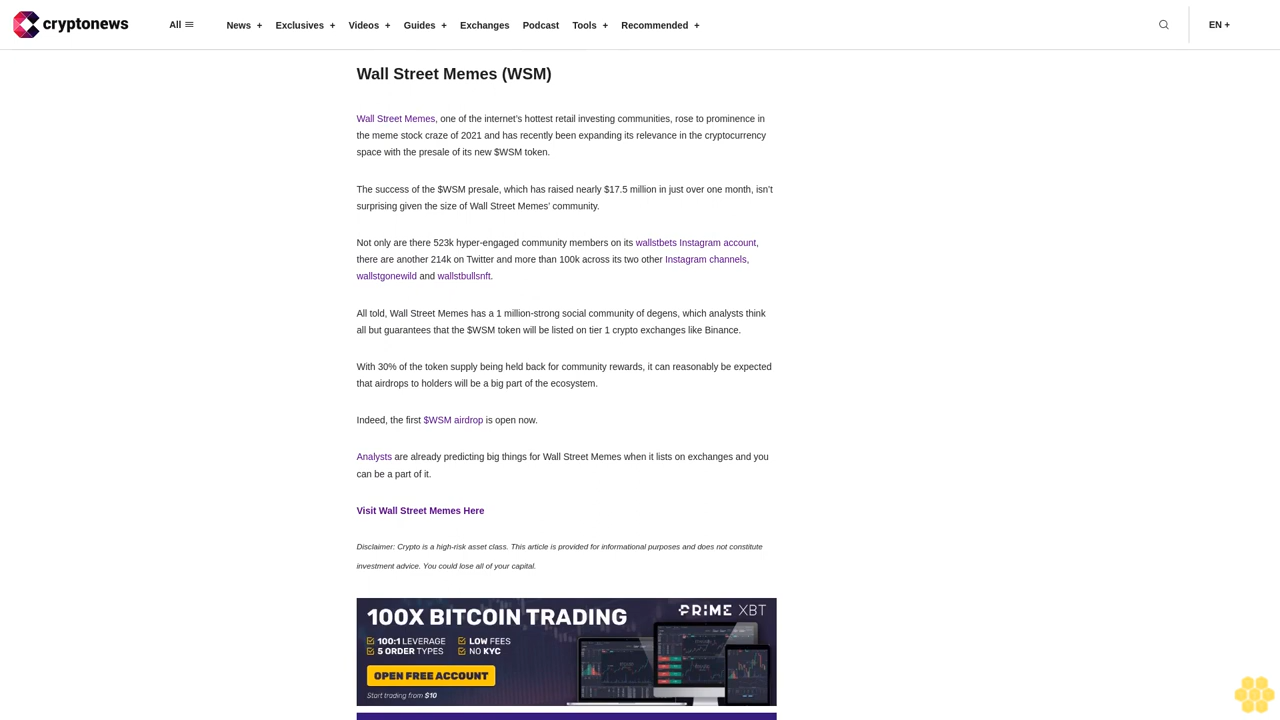 cryptonews
All
News +
Exclusives +
Videos +
Guides +
Exchanges
Podcast
Tools +
Recommended +
EN +
Wall Street Memes (WSM)
Wall Street Memes, one of the internet’s hottest retail investing communities, rose to prominence in
the meme stock craze of 2021 and has recently been expanding its relevance in the cryptocurrency
space with the presale of its new $WSM token.
The success of the $WSM presale, which has raised nearly $17.5 million in just over one month, isn’t
surprising given the size of Wall Street Memes’ community.
Not only are there 523k hyper-engaged community members on its wallstbets Instagram account,
there are another 214k on Twitter and more than 100k across its two other Instagram channels,
wallstgonewild and wallstbullsnft.
All told, Wall Street Memes has a 1 million-strong social community of degens, which analysts think
all but guarantees that the $WSM token will be listed on tier 1 crypto exchanges like Binance.
With 30% of the token supply being held back for community rewards, it can reasonably be expected
that airdrops to holders will be a big part of the ecosystem.
Indeed, the first $WSM airdrop is open now.
Analysts are already predicting big things for Wall Street Memes when it lists on exchanges and you
can be a part of it.
Visit Wall Street Memes Here
Disclaimer: Crypto is a high-risk asset class. This article is provided for informational purposes and does not constitute
investment advice. You could lose all of your capital.
100X BITCOIN TRADING
PRIME XBT
100:1 LEVERAGE
LOW FEES
5 ORDER TYPES
NO KYC
OPEN FREE ACCOUNT
Start trading from $10